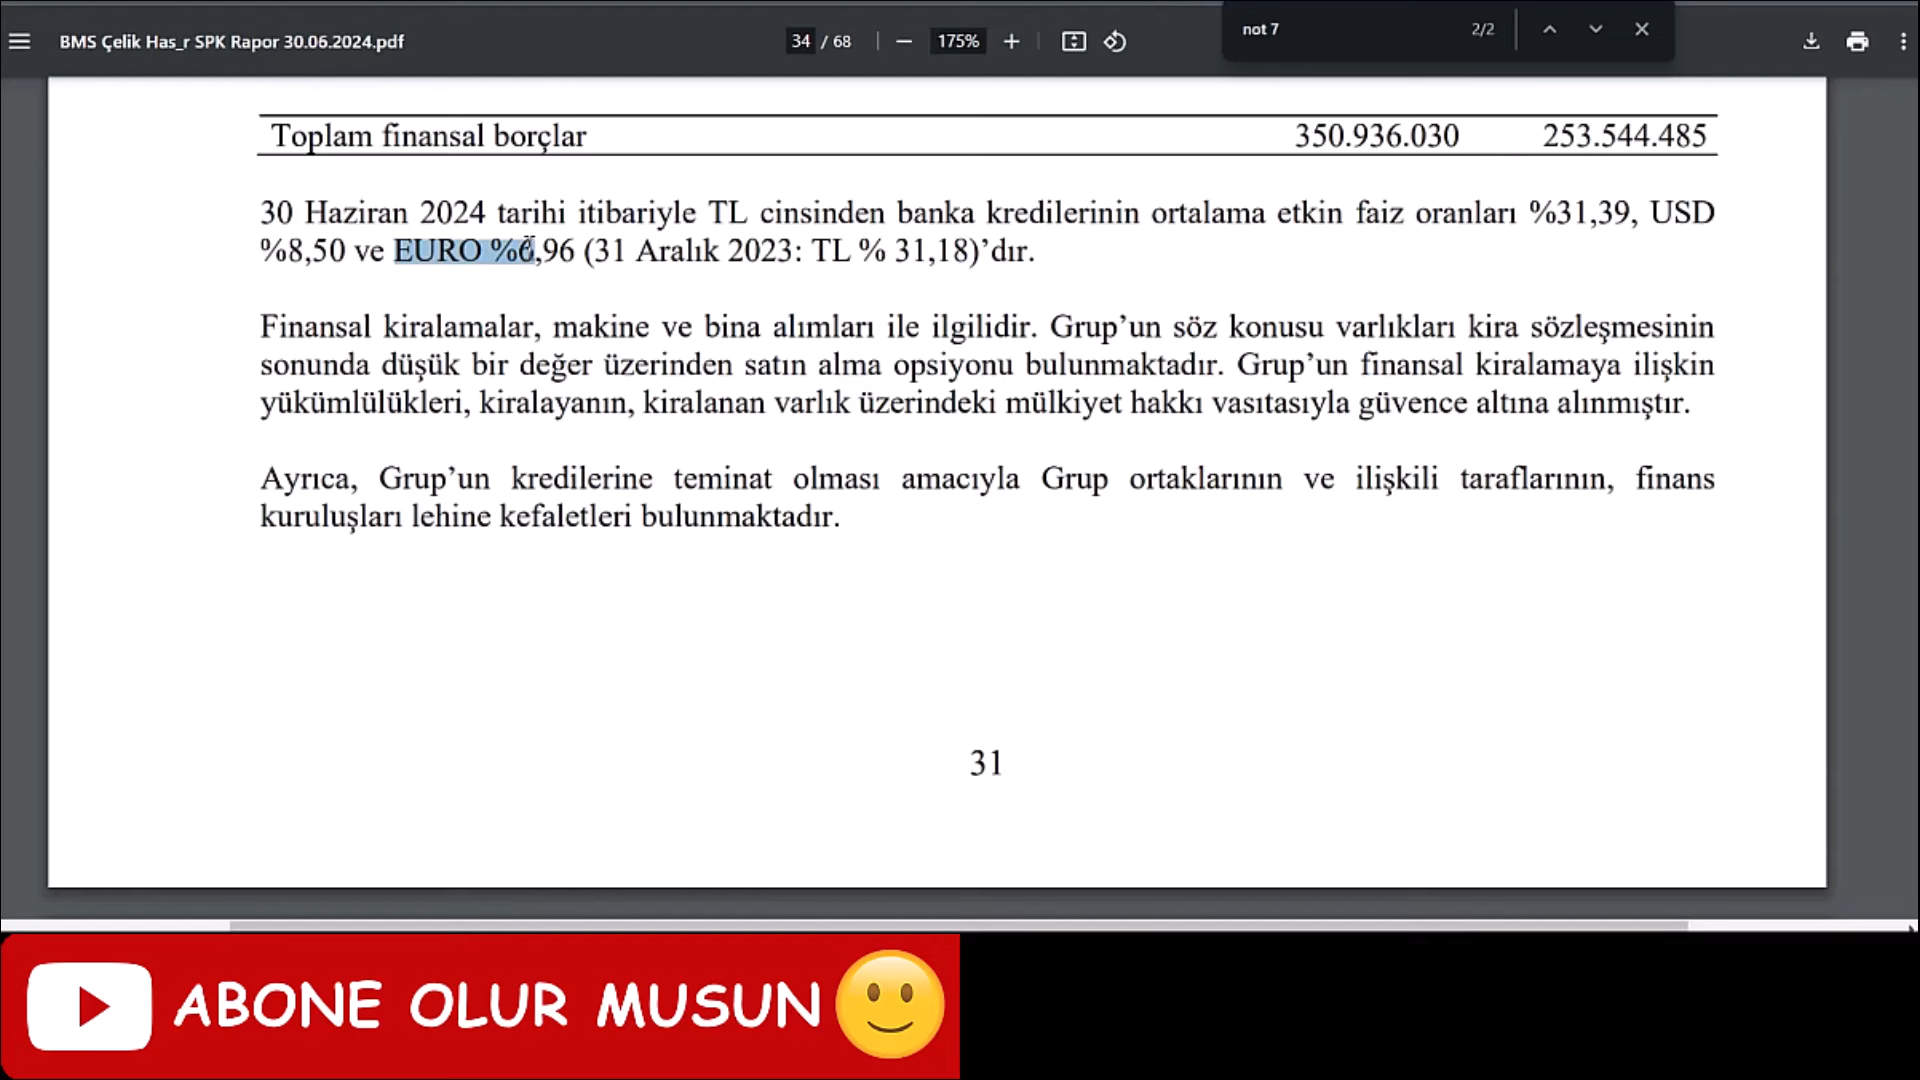 BMS Çelik Has_r SPK Rapor 30.06.2024.pdf
34 / 68
175%
not 7
2/2
Toplam finansal borçlar 350.936.030 253.544.485
30 Haziran 2024 tarihi itibariyle TL cinsinden banka kredilerinin ortalama etkin faiz oranları %31,39, USD
%8,50 ve EURO %6,96 (31 Aralık 2023: TL % 31,18)’dır.
Finansal kiralamalar, makine ve bina alımları ile ilgilidir. Grup’un söz konusu varlıkları kira sözleşmesinin
sonunda düşük bir değer üzerinden satın alma opsiyonu bulunmaktadır. Grup’un finansal kiralamaya ilişkin
yükümlülükleri, kiralayanın, kiralanan varlık üzerindeki mülkiyet hakkı vasıtasıyla güvence altına alınmıştır.
Ayrıca, Grup’un kredilerine teminat olması amacıyla Grup ortaklarının ve ilişkili taraflarının, finans
kuruluşları lehine kefaletleri bulunmaktadır.
31
ABONE OLUR MUSUN